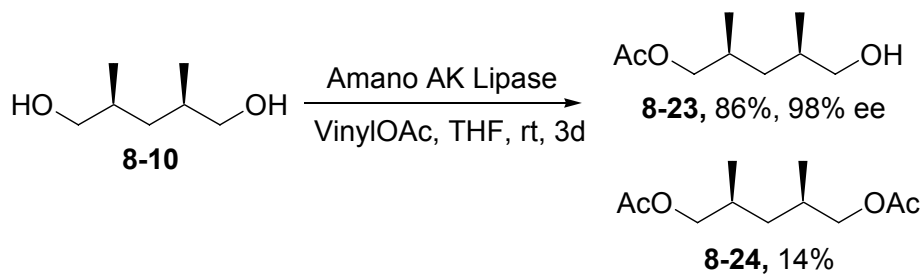 HO
OH
8-10
Amano AK Lipase
VinylOAc, THF, rt, 3d
AcO
OH
8-23, 86%, 98% ee
AcO
OAc
8-24, 14%